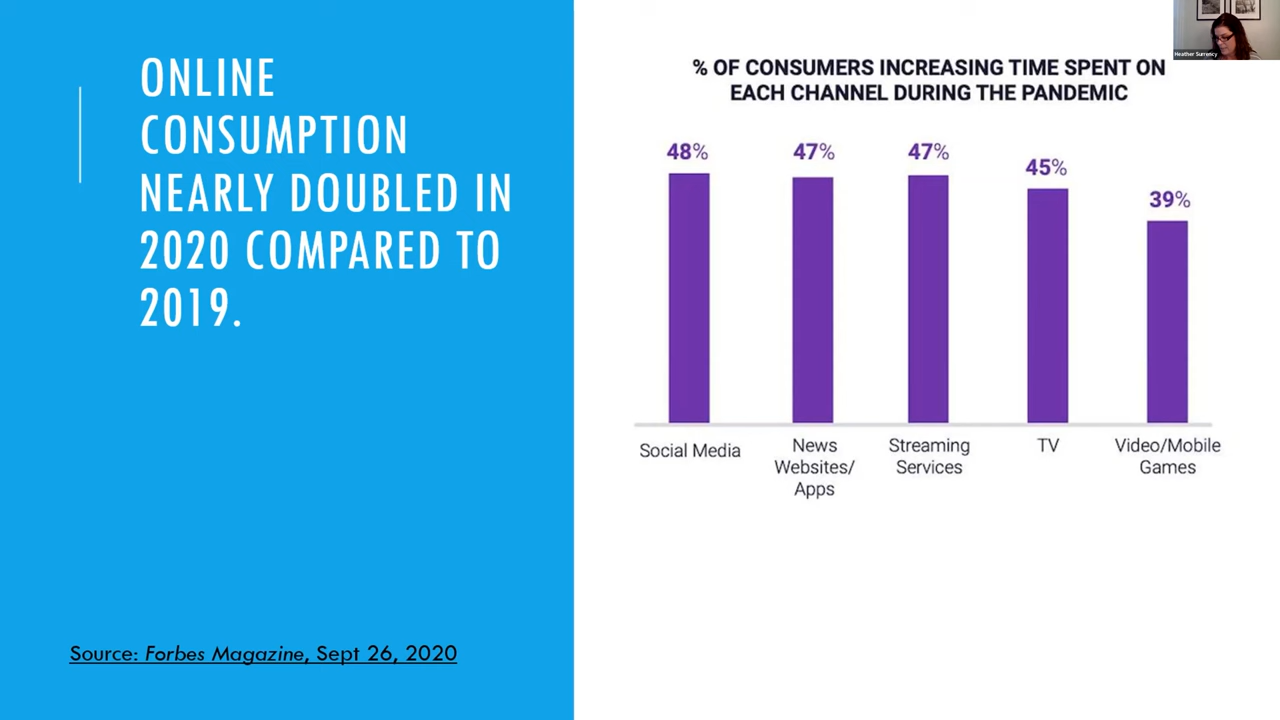 ONLINE
CONSUMPTION
NEARLY DOUBLED IN
2020 COMPARED TO
2019.
Source: Forbes Magazine, Sept 26, 2020
% OF CONSUMERS INCREASING TIME SPENT ON
EACH CHANNEL DURING THE PANDEMIC
48%
47%
47%
45%
39%
Social Media
News
Websites/
Apps
Streaming
Services
TV
Video/Mobile
Games
Heather Surrency